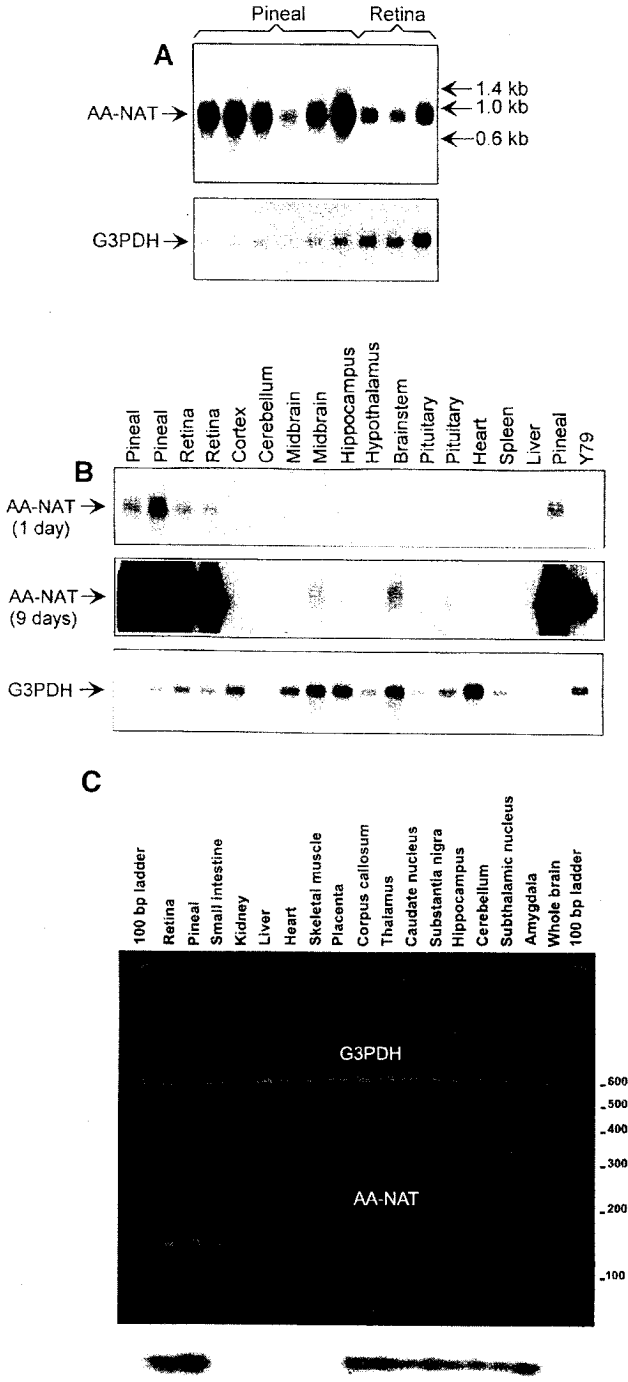 Pineal Retina
A
AA-NAT
1.4 kb
1.0 kb
0.6 kb
G3PDH
Pineal
Pineal
Retina
Retina
Cortex
Cerebellum
Midbrain
Midbrain
Hippocampus
Hypothalamus
Brainstem
Pituitary
Pituitary
Heart
Spleen
Liver
Pineal
Y79
B
AA-NAT
(1 day)
AA-NAT
(9 days)
G3PDH
C
100 bp ladder
Retina
Pineal
Small intestine
Kidney
Liver
Heart
Skeletal muscle
Placenta
Corpus callosum
Thalamus
Caudate nucleus
Substantia nigra
Hippocampus
Cerebellum
Subthalamic nucleus
Amygdala
Whole brain
100 bp ladder
G3PDH
600
500
400
300
AA-NAT
200
100